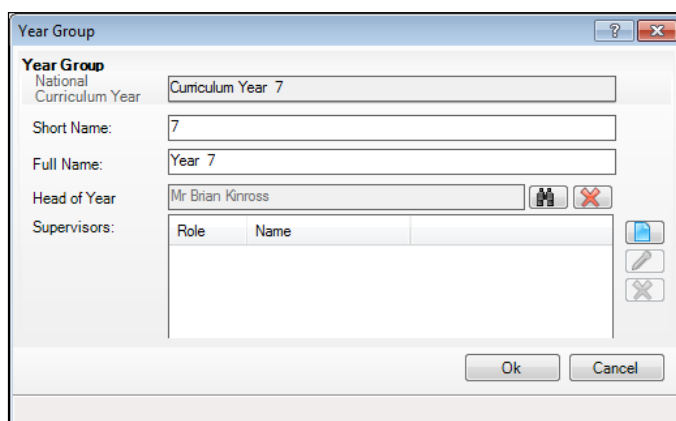 Year Group
Year Group
National
Curriculum Year
Curriculum Year 7
Short Name:
7
Full Name:
Year 7
Head of Year
Mr Brian Kinross
Supervisors:
Role Name
Ok Cancel